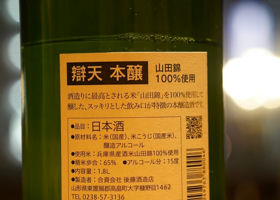 辯天 本醸 山田錦
100%使用
酒造りに最高とされる米「山田錦」を100%使用して
醸した、スッキリとした飲み口が特徴の本醸造酒です。
●品目:日本酒
●原材料名:米(国産)、米こうじ(国産米)、
醸造アルコール
●使用米:兵庫県産酒米山田錦100%使用
●精米歩合:65% ●アルコール分:15度
●内容量:1.8L
●製造者:合資会社 後藤酒造店
山形県東置賜郡高畠町大字糠野目1462
TEL 0238-57-3136